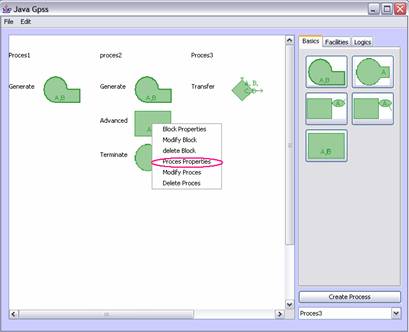 Java Gpss
File Edit
Basics Facilities Logics
Proces1 proces2 Proces3
Generate A,B Generate A,B Transfer A, B,
C,D
Advanced A
Terminate
Block Properties
Modify Block
delete Block
Proces Properties
Modify Proces
Delete Proces
A,B A
A A
A,B
Create Process
Proces3